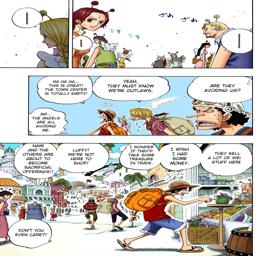 ARE THEY
AVOIDING US?
YEAH.
THEY MUST KNOW
WE'RE OUTLAWS.
HA HA HA...
THIS IS GREAT!
THE TOWN CENTER
IS TOTALLY EMPTY!
AH...
THE ANGELS
ARE ALL
AVOIDING
ME.
THEY SELL
A LOT OF WEI
STUFF HERE
I WISH
I HAD
SOME
MONEY.
I WONDER
IF THEY'D
TAKE SOME
TREASURE
IN TRADE.
LUFFY!
WE'RE NOT
HERE TO
SHOP!
NAMI
AND THE
OTHERS ARE
ABOUT TO
BECOME
SACRIFICIAL
OFFERINGS!!
DON'T YOU
EVEN CARE?!